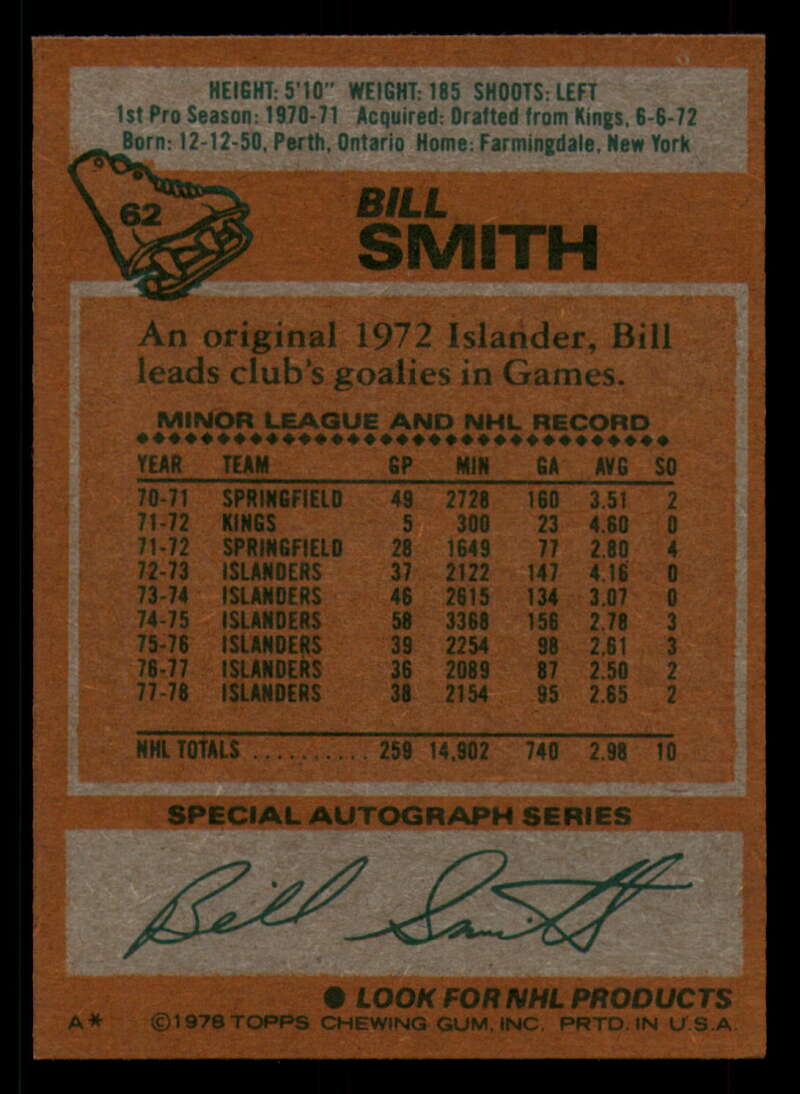 HEIGHT: 5'10" WEIGHT: 185 SHOOTS: LEFT
1st Pro Season: 1970-71 Acquired: Drafted from Kings, 6-6-72
Born: 12-12-50, Perth, Ontario Home: Farmingdale, New York
62
BILL
SMITH
An original 1972 Islander, Bill
leads club's goalies in Games.
MINOR LEAGUE AND NHL RECORD
YEAR TEAM GP MIN GA AVG SO
70-71 SPRINGFIELD 49 2728 160 3.51 2
71-72 KINGS 5 300 23 4.60 0
71-72 SPRINGFIELD 28 1649 77 2.80 4
72-73 ISLANDERS 37 2122 147 4.16 0
73-74 ISLANDERS 46 2615 134 3.07 0
74-75 ISLANDERS 58 3368 156 2.78 3
75-76 ISLANDERS 39 2254 98 2.61 3
76-77 ISLANDERS 36 2089 87 2.50 2
77-78 ISLANDERS 38 2154 95 2.65 2
NHL TOTALS .......... 259 14,902 740 2.98 10
SPECIAL AUTOGRAPH SERIES
Bill Smith
● LOOK FOR NHL PRODUCTS
A* ©1978 TOPPS CHEWING GUM, INC. PRTD. IN U.S.A.